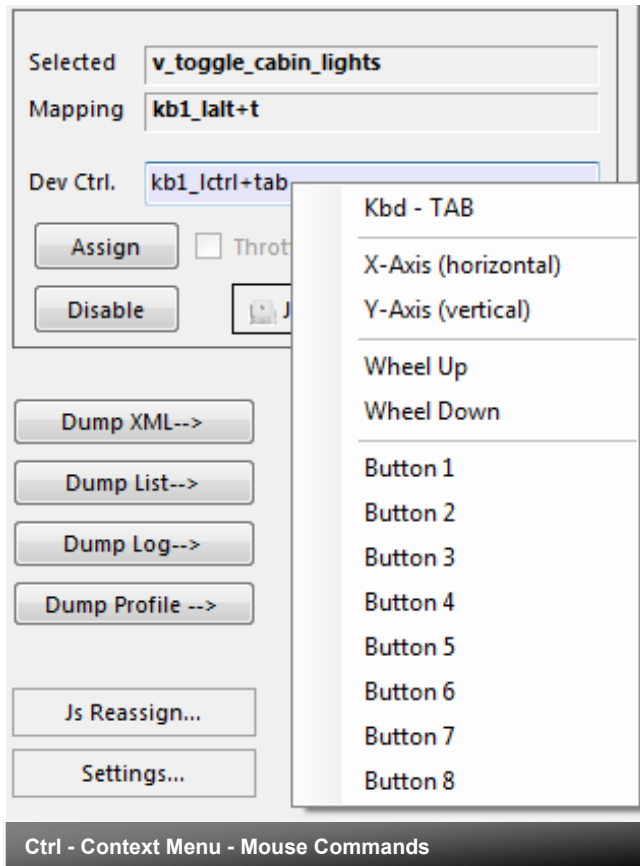 Selected v_toggle_cabin_lights
Mapping kb1_lalt+t
Dev Ctrl. kb1_lctrl+tab
Kbd - TAB
Assign Thrott X-Axis (horizontal)
Disable J Y-Axis (vertical)
Wheel Up
Dump XML--> Wheel Down
Dump List--> Button 1
Button 2
Dump Log--> Button 3
Dump Profile --> Button 4
Button 5
Js Reassign... Button 6
Button 7
Settings... Button 8
Ctrl - Context Menu - Mouse Commands